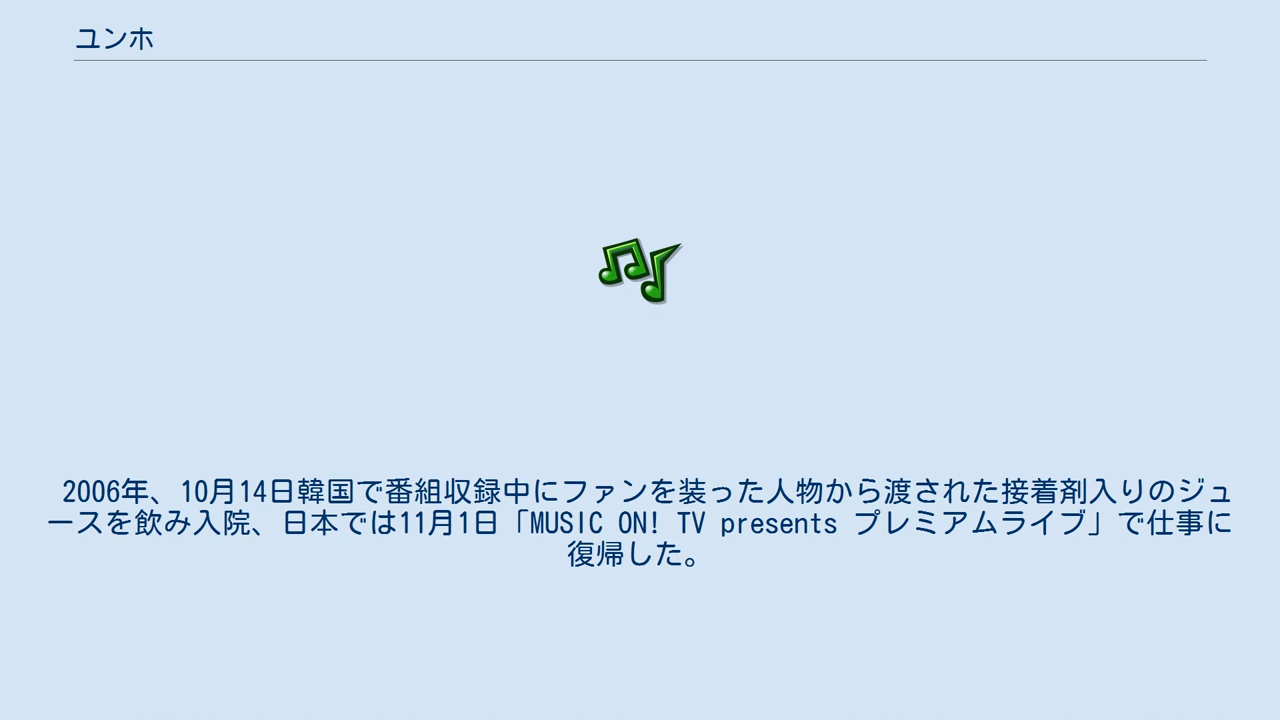 ユンホ
2006年、10月14日韓国で番組収録中にファンを装った人物から渡された接着剤入りのジュ
ースを飲み入院、日本では11月1日「MUSIC ON! TV presents プレミアムライブ」で仕事に
復帰した。